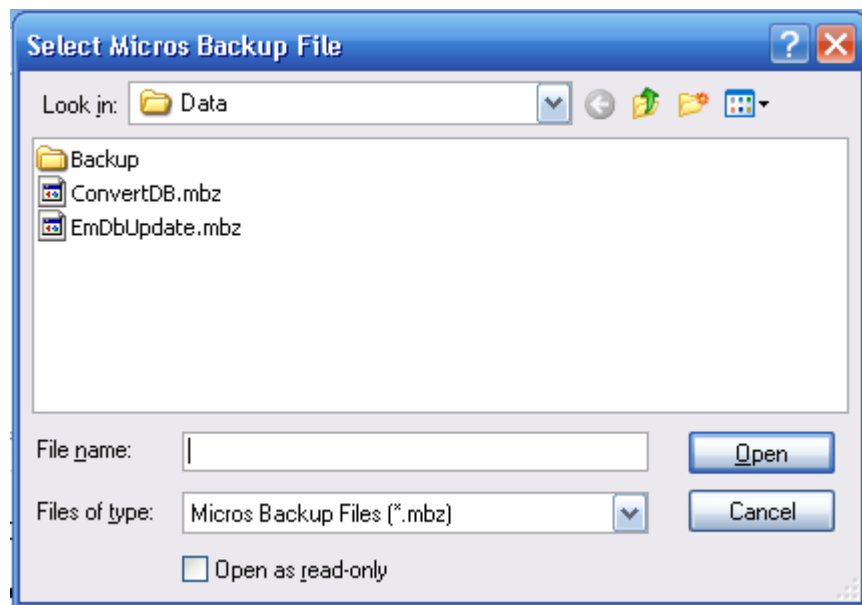 Select Micros Backup File
Look in: Data
Backup
ConvertDB.mbz
EmDbUpdate.mbz
File name:
Open
Files of type: Micros Backup Files (*.mbz)
Cancel
Open as read-only